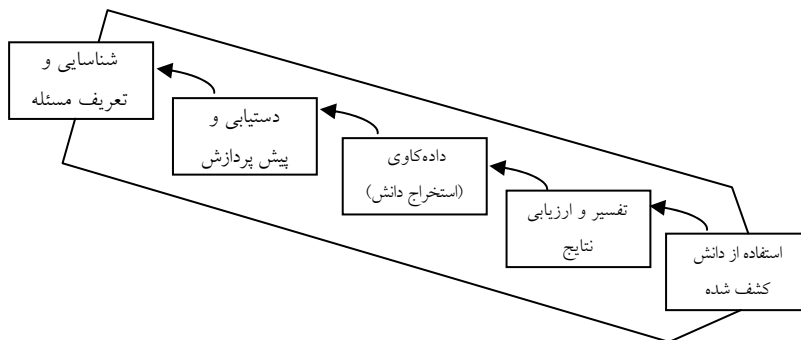 شناسایی و
تعریف مسئله
دستیابی و
پیش پردازش
داده‌کاوی
(استخراج دانش)
تفسیر و ارزیابی
نتایج
استفاده از دانش
کشف شده